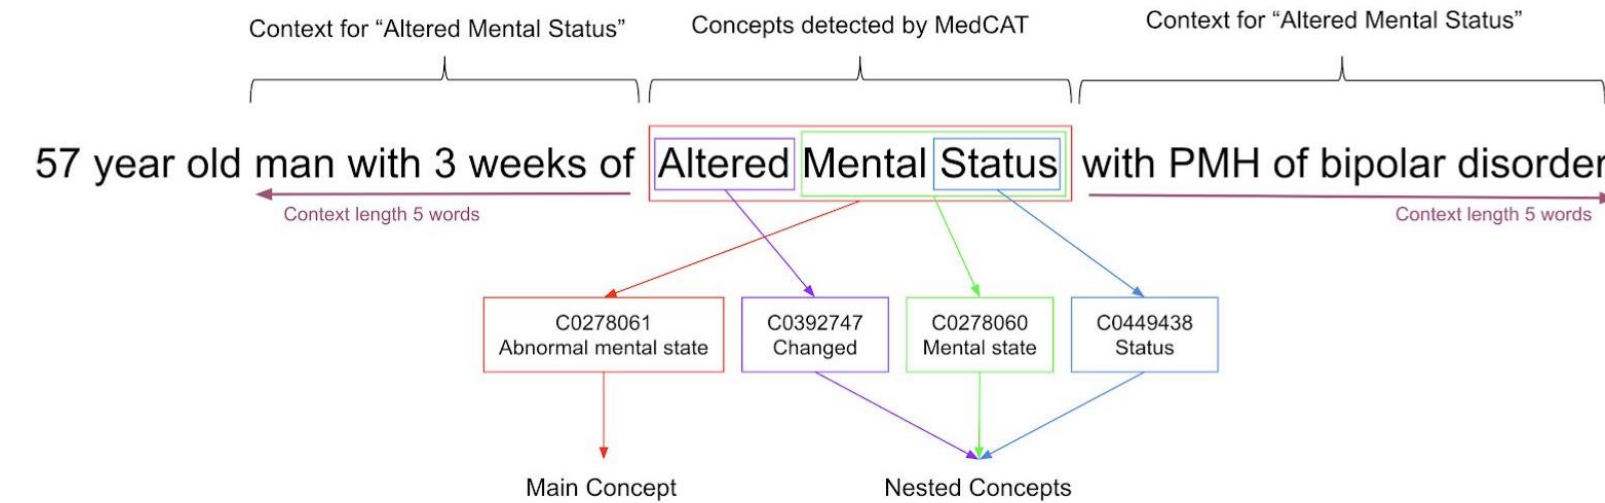 Context for “Altered Mental Status” Concepts detected by MedCAT Context for “Altered Mental Status”
57 year old man with 3 weeks of Altered Mental Status with PMH of bipolar disorder
Context length 5 words Context length 5 words
C0278061 C0392747 C0278060 C0449438
Abnormal mental state Changed Mental state Status
Main Concept Nested Concepts